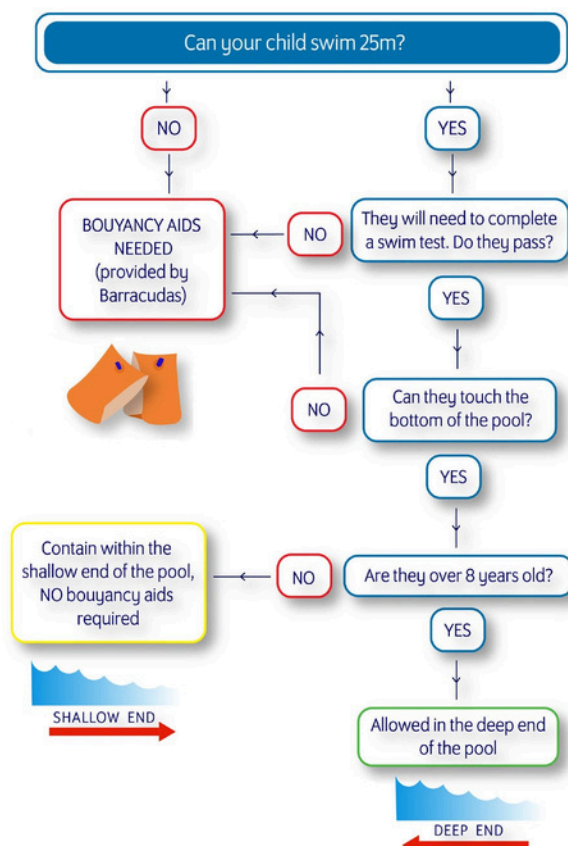 Can your child swim 25m?
NO
YES
BOUYANCY AIDS
NEEDED
(provided by
Barracudas)
NO
They will need to complete
a swim test. Do they pass?
YES
NO
Can they touch the
bottom of the pool?
YES
Contain within the
shallow end of the pool,
NO bouyancy aids
required
NO
Are they over 8 years old?
YES
SHALLOW END
Allowed in the deep end
of the pool
DEEP END